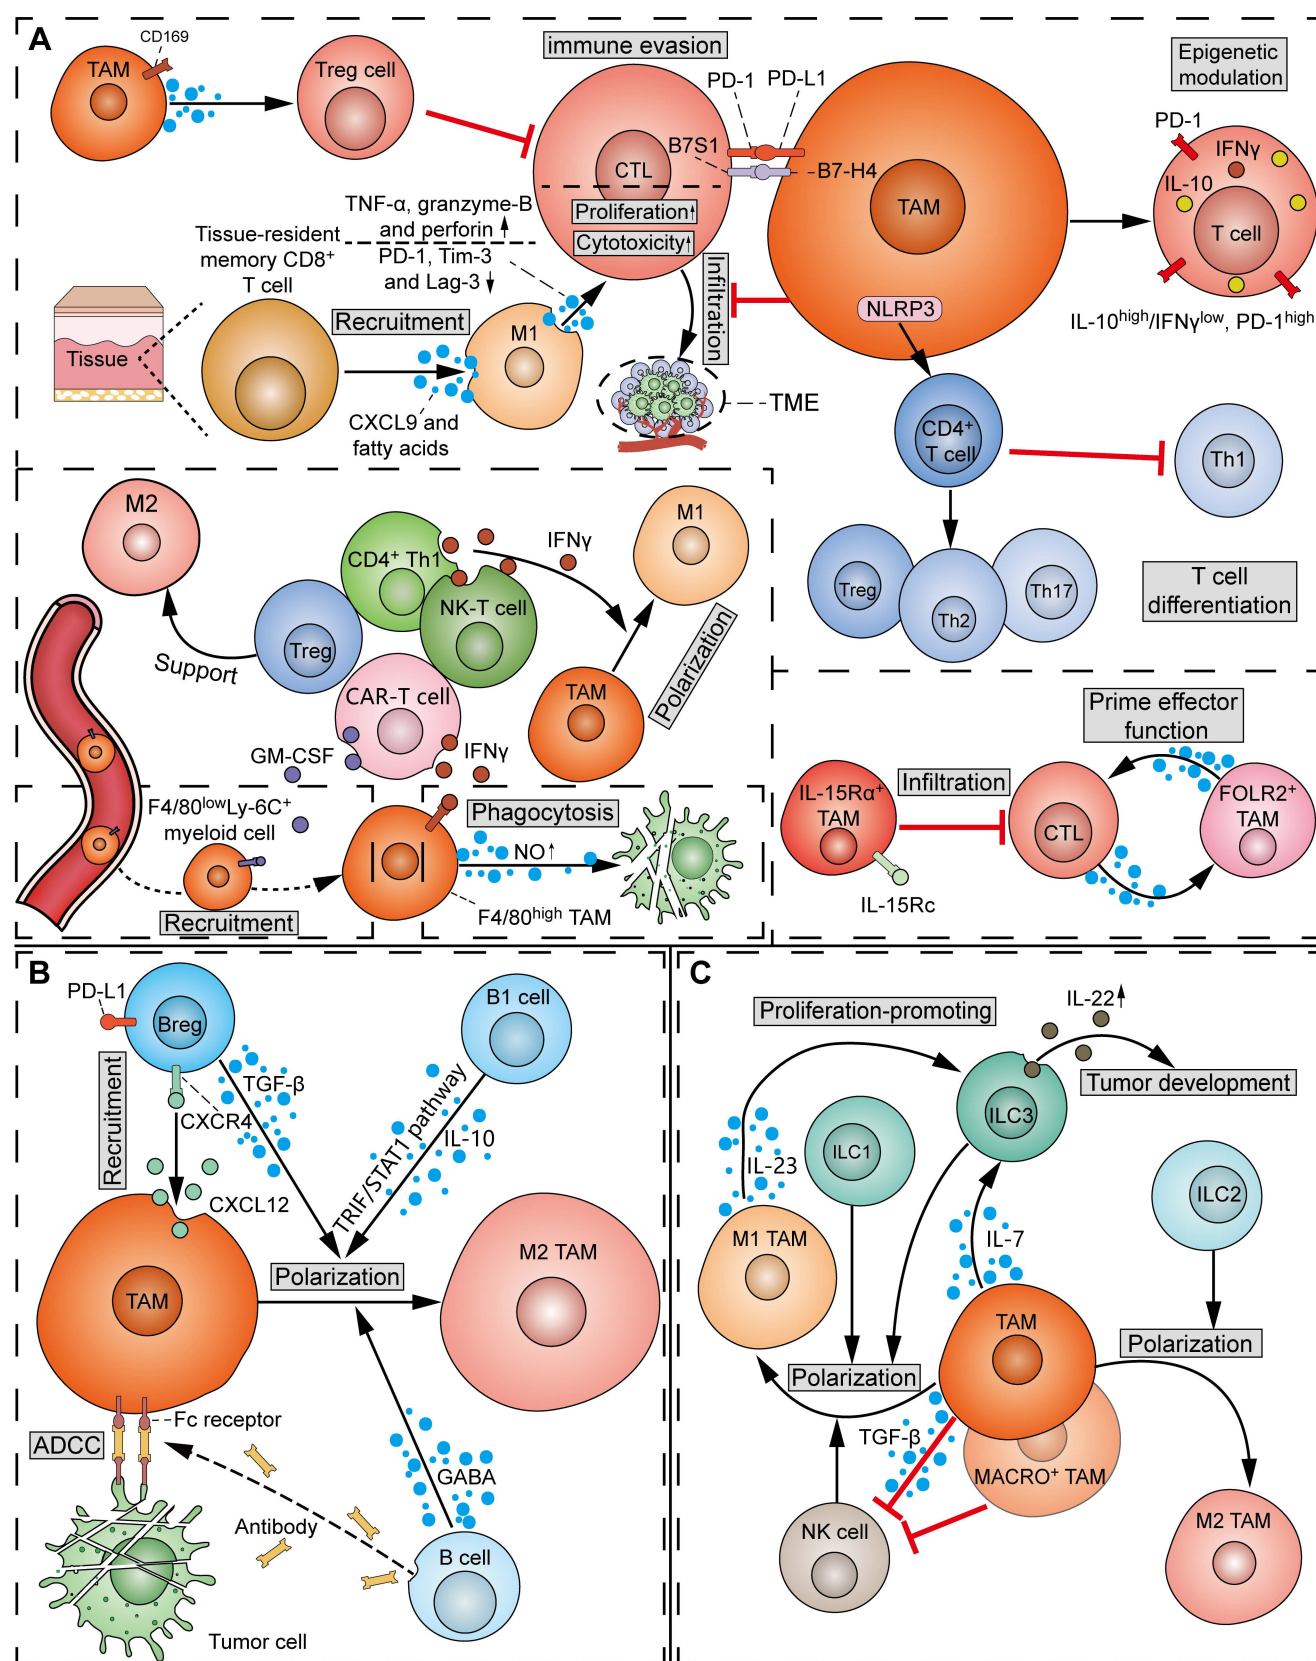 A
CD169
TAM
Treg cell
immune evasion
PD-1
PD-L1
B7S1
B7-H4
CTL
Proliferation↑
Cytotoxicity↑
TAM
NLRP3
Epigenetic
modulation
PD-1
IFNγ
IL-10
T cell
IL-10high/IFNγlow, PD-1high
TNF-α, granzyme-B
and perforin ↑
PD-1, Tim-3
and Lag-3 ↓
Tissue-resident
memory CD8+
T cell
Tissue
Recruitment
M1
CXCL9 and
fatty acids
Infiltration
TME
CD4+
T cell
Th1
Treg
Th2
Th17
T cell
differentiation
M2
CD4+ Th1
IFNγ
M1
NK-T cell
Treg
Support
CAR-T cell
TAM
Polarization
GM-CSF
IFNγ
F4/80lowLy-6C+
myeloid cell
Recruitment
Phagocytosis
NO↑
F4/80high TAM
Prime effector
function
IL-15Rα+
TAM
Infiltration
CTL
FOLR2+
TAM
IL-15Rc
B
PD-L1
Breg
B1 cell
Recruitment
TGF-β
CXCR4
TRIF/STAT1 pathway
IL-10
CXCL12
M2 TAM
Polarization
TAM
Fc receptor
ADCC
GABA
Antibody
B cell
Tumor cell
C
IL-22↑
Proliferation-promoting
Tumor development
ILC3
ILC1
IL-23
ILC2
M1 TAM
IL-7
TAM
Polarization
Polarization
TGF-β
MACRO+ TAM
NK cell
M2 TAM